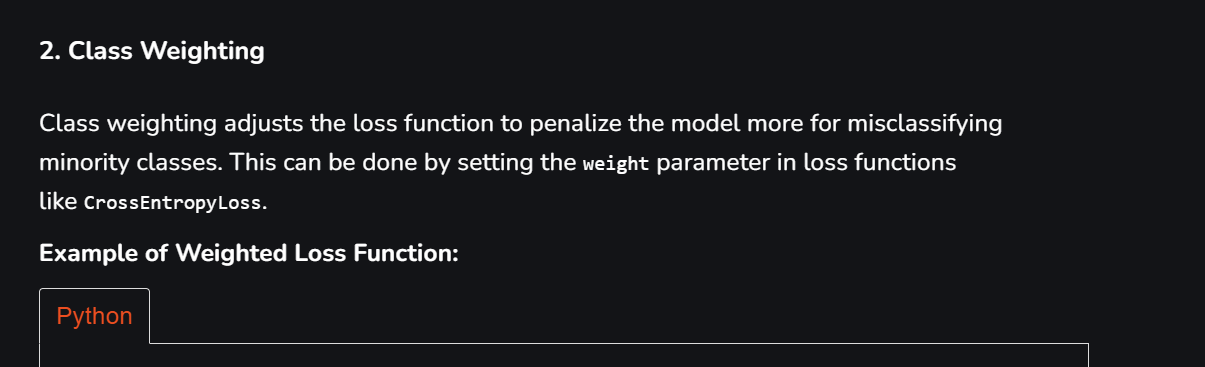 2. Class Weighting
Class weighting adjusts the loss function to penalize the model more for misclassifying
minority classes. This can be done by setting the weight parameter in loss functions
like CrossEntropyLoss.
Example of Weighted Loss Function:
Python